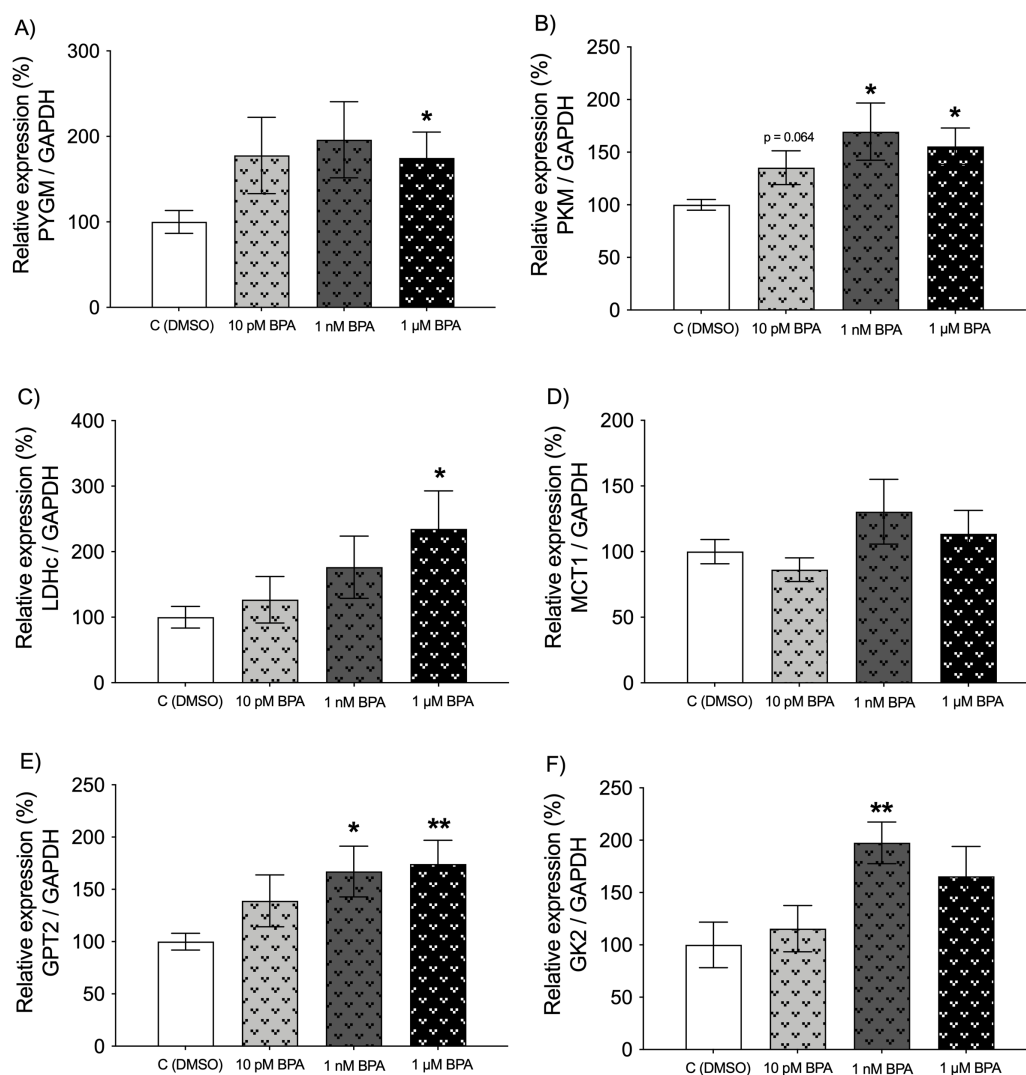 A)
Relative expression (%)
PYGM / GAPDH
300
200
100
0
*
C (DMSO)
10 pM BPA
1 nM BPA
1 µM BPA
B)
Relative expression (%)
PKM / GAPDH
250
200
150
100
50
0
p = 0.064
*
*
C (DMSO)
10 pM BPA
1 nM BPA
1 µM BPA
C)
Relative expression (%)
LDHc / GAPDH
400
300
200
100
0
*
C (DMSO)
10 pM BPA
1 nM BPA
1 µM BPA
D)
Relative expression (%)
MCT1 / GAPDH
200
150
100
50
0
C (DMSO)
10 pM BPA
1 nM BPA
1 µM BPA
E)
Relative expression (%)
GPT2 / GAPDH
250
200
150
100
50
0
*
**
C (DMSO)
10 pM BPA
1 nM BPA
1 µM BPA
F)
Relative expression (%)
GK2 / GAPDH
250
200
150
100
50
0
**
C (DMSO)
10 pM BPA
1 nM BPA
1 µM BPA